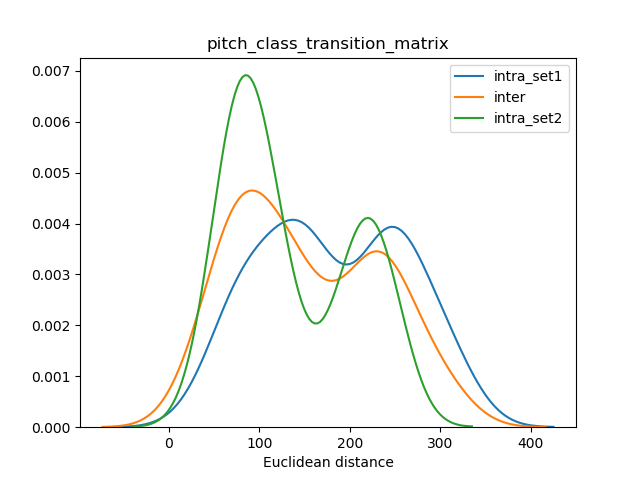 pitch_class_transition_matrix
0.007
0.006
0.005
0.004
0.003
0.002
0.001
0.000
intra_set1
inter
intra_set2
0 100 200 300 400
Euclidean distance